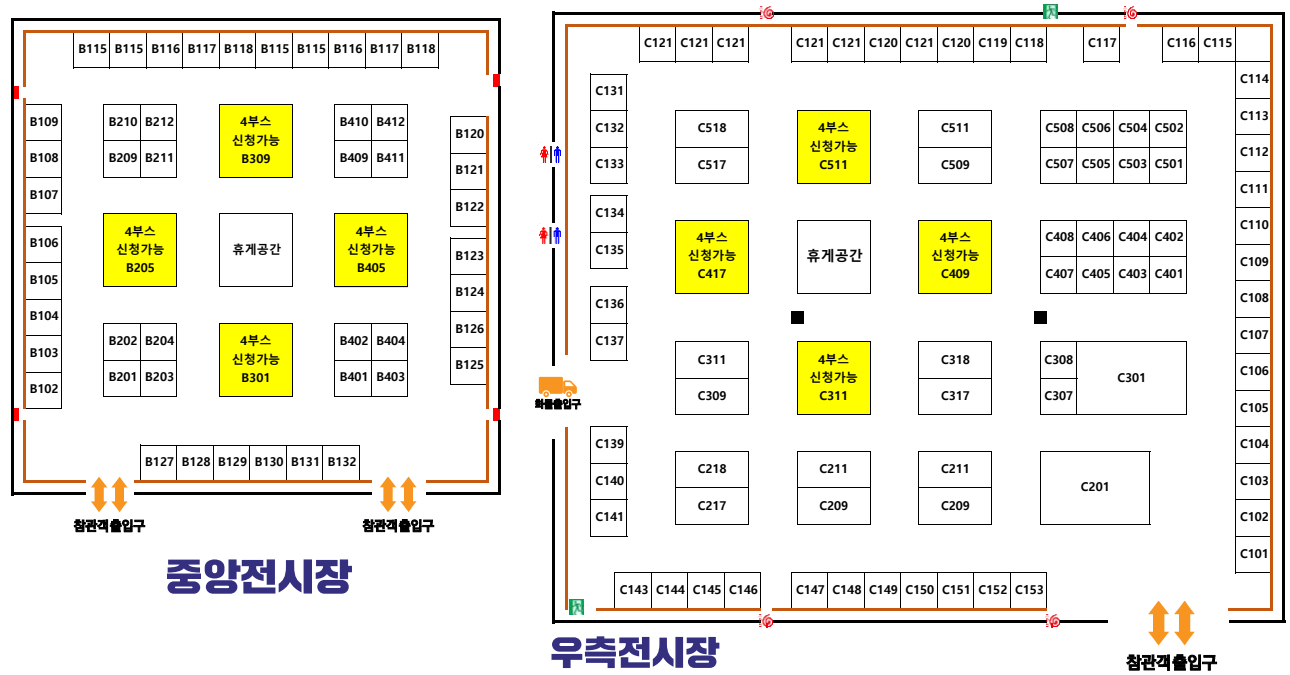 B115 B115 B116 B117 B118 B115 B115 B116 B117 B118
B109
B108
B107
B106
B105
B104
B103
B102
B210 B212
B209 B211
4부스
신청가능
B309
B410 B412
B409 B411
B120
B121
B122
B123
B124
B126
B125
4부스
신청가능
B205
휴게공간
4부스
신청가능
B405
B202 B204
B201 B203
4부스
신청가능
B301
B402 B404
B401 B403
B127 B128 B129 B130 B131 B132
참관객출입구
참관객출입구
중앙전시장
C121 C121 C121
C121 C121 C120 C121 C120 C119 C118
C117
C116 C115
C114
C113
C112
C111
C110
C109
C108
C107
C106
C105
C104
C103
C102
C101
C131
C132
C133
C134
C135
C136
C137
화물출입구
C139
C140
C141
C518
C517
4부스
신청가능
C511
C511
C509
C508 C506 C504 C502
C507 C505 C503 C501
4부스
신청가능
C417
휴게공간
4부스
신청가능
C409
C408 C406 C404 C402
C407 C405 C403 C401
C311
C309
4부스
신청가능
C311
C318
C317
C308
C307
C301
C218
C217
C211
C209
C211
C209
C201
C143 C144 C145 C146
C147 C148 C149 C150 C151 C152 C153
참관객출입구
우측전시장